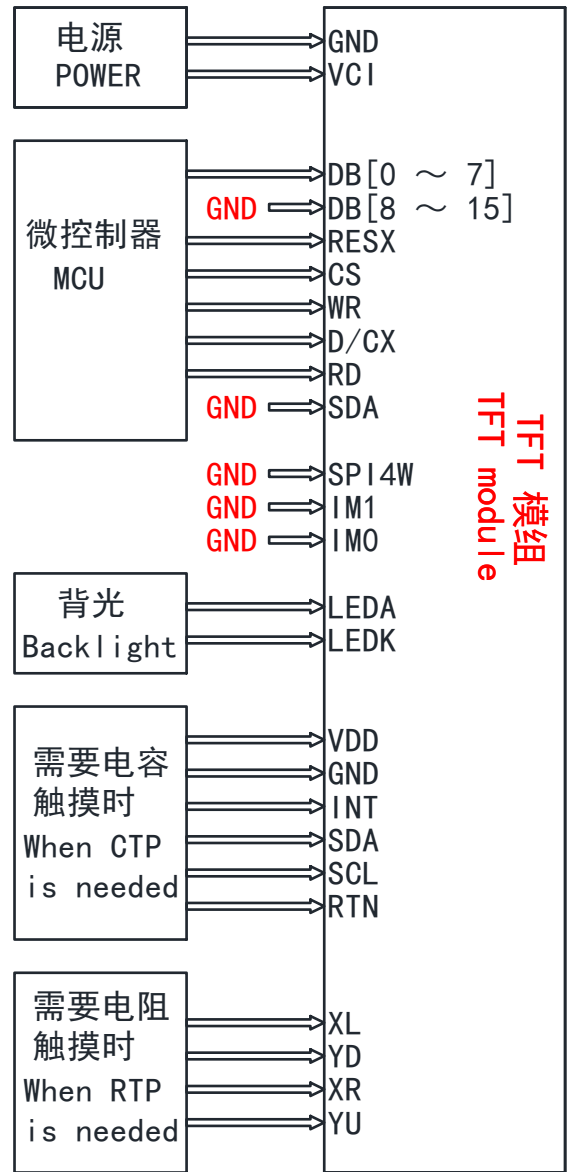 电源
POWER
GND
VCI
微控制器
MCU
DB[0 ～ 7]
GND
DB[8 ～ 15]
RESX
CS
WR
D/CX
RD
GND
SDA
GND
SPI4W
GND
IM1
GND
IM0
TFT 模组
TFT module
背光
Backlight
LEDA
LEDK
需要电容
触摸时
When CTP
is needed
VDD
GND
INT
SDA
SCL
RTN
需要电阻
触摸时
When RTP
is needed
XL
YD
XR
YU